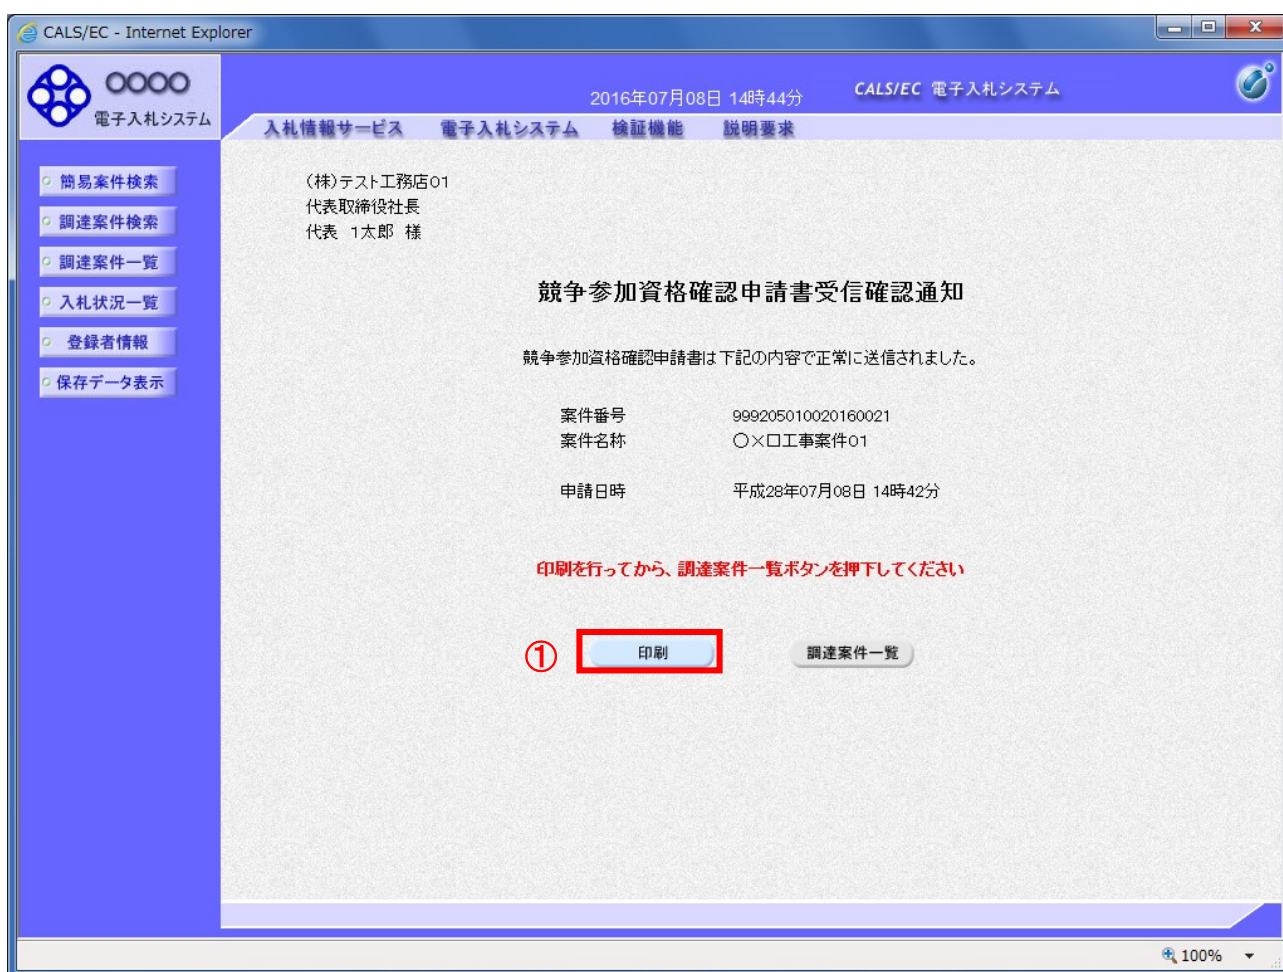 CALS/EC - Internet Explorer
〇〇〇〇
電子入札システム
2016年07月08日 14時44分
CALS/EC 電子入札システム
入札情報サービス 電子入札システム 検証機能 説明要求
簡易案件検索
調達案件検索
調達案件一覧
入札状況一覧
登録者情報
保存データ表示
(株)テスト工務店01
代表取締役社長
代表 1太郎 様
競争参加資格確認申請書受信確認通知
競争参加資格確認申請書は下記の内容で正常に送信されました。
案件番号 999205010020160021
案件名称 〇×口工事案件01
申請日時 平成28年07月08日 14時42分
印刷を行ってから、調達案件一覧ボタンを押下してください
① 印刷 調達案件一覧
100%